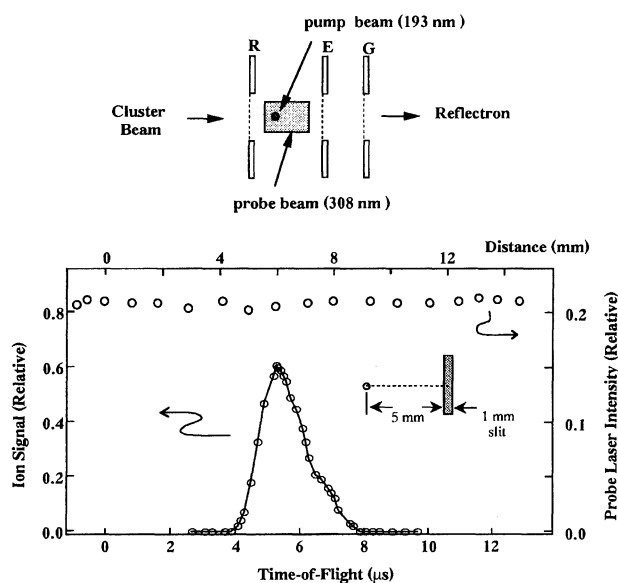 pump beam (193 nm)
R E G
Cluster
Beam
Reflectron
probe beam (308 nm)
Distance (mm)
0 4 8 12
0.8
0.6
0.4
0.2
0.0
Ion Signal (Relative)
0.2
0.1
0.0
Probe Laser Intensity (Relative)
5 mm
1 mm
slit
0 2 4 6 8 10 12
Time-of-Flight (μs)